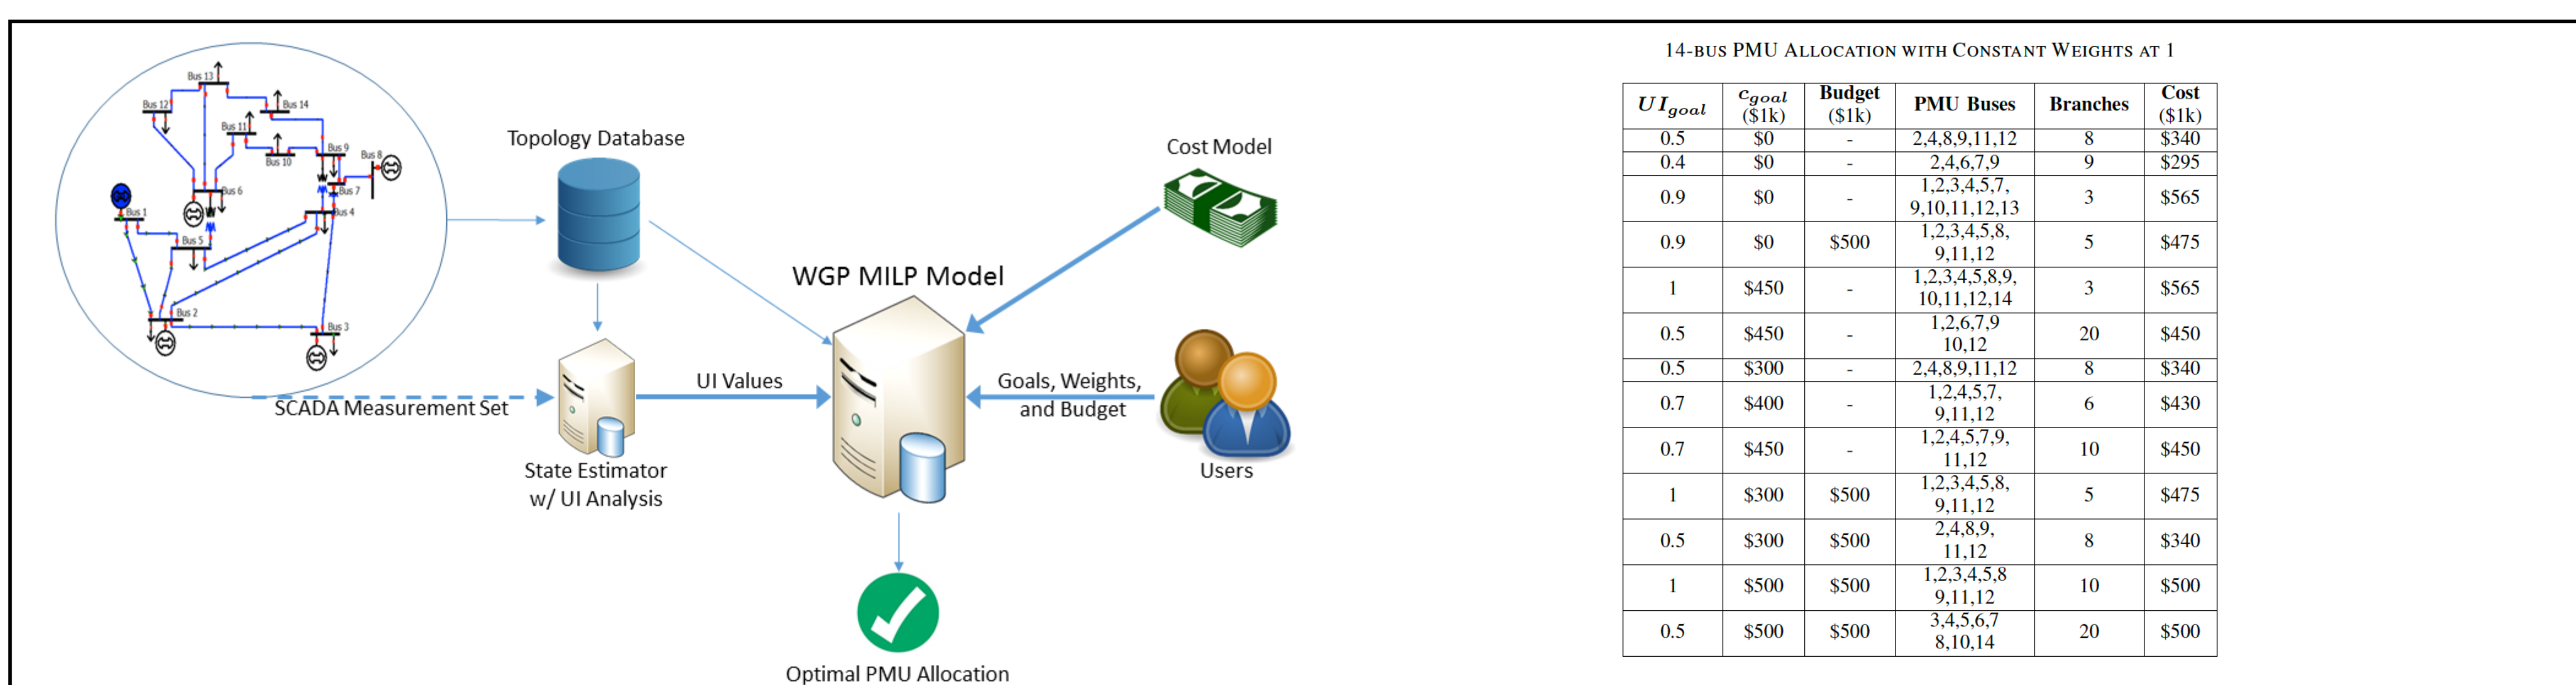 Bus 13
Bus 12
Bus 14
Bus 11
Bus 10
Bus 9
Bus 8
Bus 7
Bus 6
Bus 1
Bus 4
Bus 5
Bus 2
Bus 3
Topology Database
SCADA Measurement Set
State Estimator
w/ UI Analysis
UI Values
WGP MILP Model
Cost Model
Goals, Weights,
and Budget
Users
Optimal PMU Allocation
14-BUS PMU ALLOCATION WITH CONSTANT WEIGHTS AT 1
UIgoal cgoal ($1k) Budget ($1k) PMU Buses Branches Cost ($1k)
0.5 $0 - 2,4,8,9,11,12 8 $340
0.4 $0 - 2,4,6,7,9 9 $295
0.9 $0 - 1,2,3,4,5,7, 9,10,11,12,13 3 $565
0.9 $0 $500 1,2,3,4,5,8, 9,11,12 5 $475
1 $450 - 1,2,3,4,5,8,9, 10,11,12,14 3 $565
0.5 $450 - 1,2,6,7,9 10,12 20 $450
0.5 $300 - 2,4,8,9,11,12 8 $340
0.7 $400 - 1,2,4,5,7, 9,11,12 6 $430
0.7 $450 - 1,2,4,5,7,9, 11,12 10 $450
1 $300 $500 1,2,3,4,5,8, 9,11,12 5 $475
0.5 $300 $500 2,4,8,9, 11,12 8 $340
1 $500 $500 1,2,3,4,5,8 9,11,12 10 $500
0.5 $500 $500 3,4,5,6,7 8,10,14 20 $500